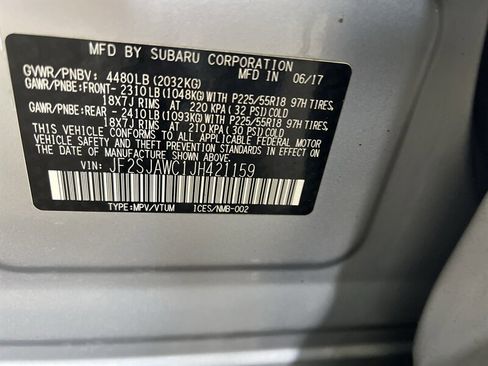 MFD BY SUBARU CORPORATION
GVWR/PNBV: 4480LB(2032KG) MFD IN 06/17
GAWR/PNBE:FRONT-2310LB(1048KG)WITH P225/55R18 97H TIRES,
18X7J RIMS AT 220 KPA(32 PSI)COLD
GAWR/PNBE:REAR -2410LB(1093KG)WITH P225/55R18 97H TIRES,
18X7J RIMS AT 210 KPA(30 PSI)COLD
THIS VEHICLE CONFORMS TO ALL APPLICABLE FEDERAL MOTOR
VEHICLE SAFETY AND THEFT PREVENTION STANDARDS IN EFFECT ON
THE DATE OF MANUFACTURE SHOWN ABOVE.
VIN: JF2SJAWC1JH421159
TYPE:MPV/VTUM ICES/NMB-002